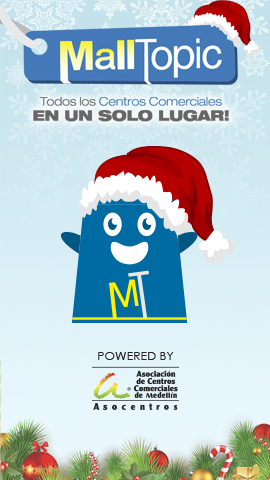 MallTopic
Todos los Centros Comerciales
EN UN SOLO LUGAR!
MT
POWERED BY
Asociación
de Centros
Comerciales
de Medellín
Asocentros